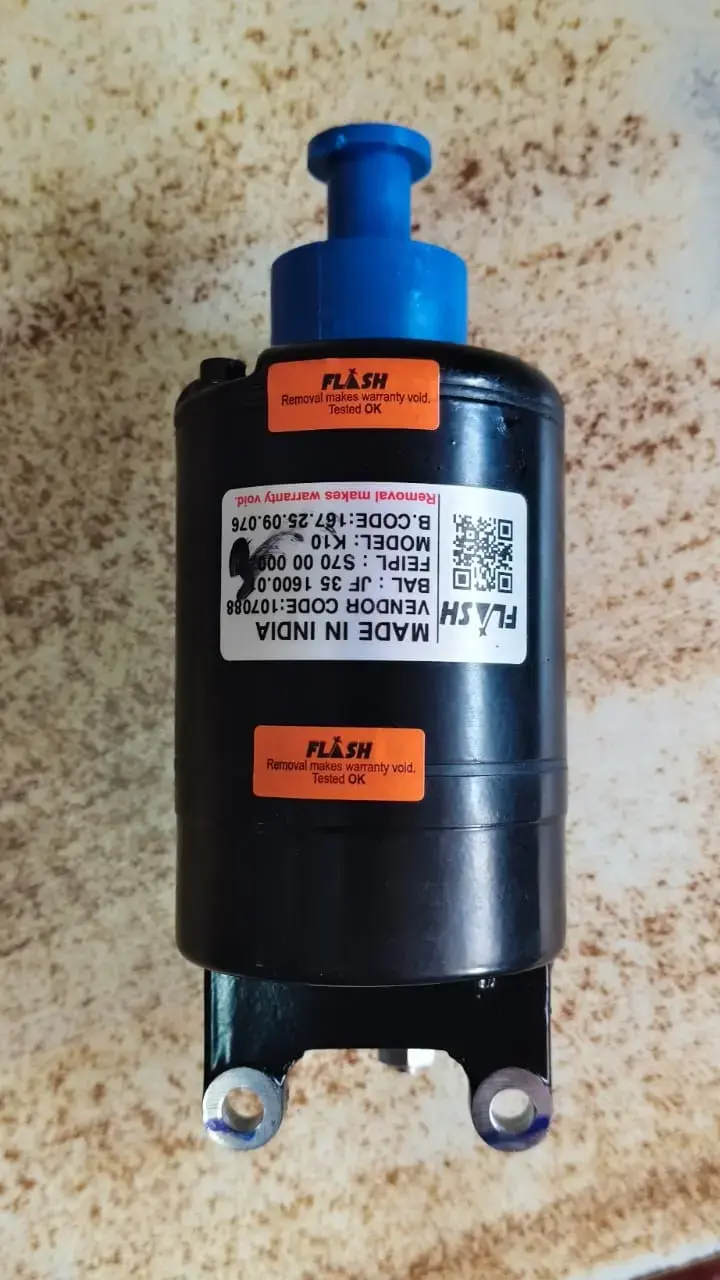 FLASH
Removal makes warranty void.
Tested OK
FLASH
MADE IN INDIA
VENDOR CODE:107088
BAL : JF 35 1600.0
FEIPL : S70 00 000
MODEL: K10
B.CODE:167.25.09.076
Removal makes warranty void.
FLASH
Removal makes warranty void.
Tested OK